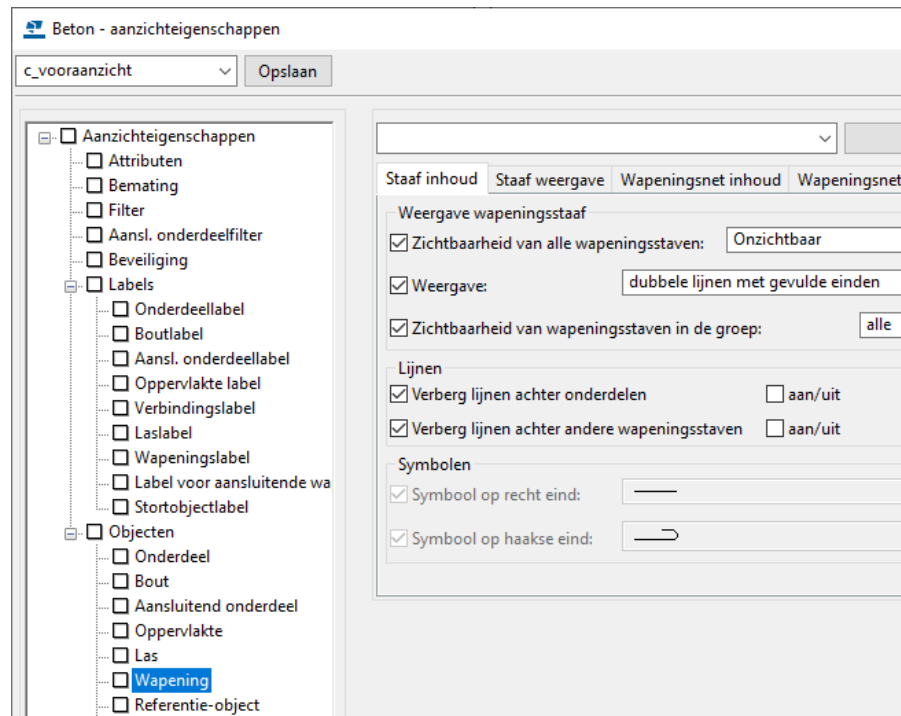 Beton - aanzichteigenschappen
c_vooraanzicht
Opslaan
Aanzichteigenschappen
Attributen
Bemating
Filter
Aansl. onderdeelfilter
Beveiliging
Labels
Onderdeellabel
Boutlabel
Aansl. onderdeellabel
Oppervlakte label
Verbindingslabel
Laslabel
Wapeningslabel
Label voor aansluitende wa
Stortobjectlabel
Objecten
Onderdeel
Bout
Aansluitend onderdeel
Oppervlakte
Las
Wapening
Referentie-object
Staaf inhoud Staaf weergave Wapeningsnet inhoud Wapeningsnet
Weergave wapeningsstaaf
Zichtbaarheid van alle wapeningsstaven: Onzichtbaar
Weergave: dubbele lijnen met gevulde einden
Zichtbaarheid van wapeningsstaven in de groep: alle
Lijnen
Verberg lijnen achter onderdelen aan/uit
Verberg lijnen achter andere wapeningsstaven aan/uit
Symbolen
Symbool op recht eind:
Symbool op haakse eind: